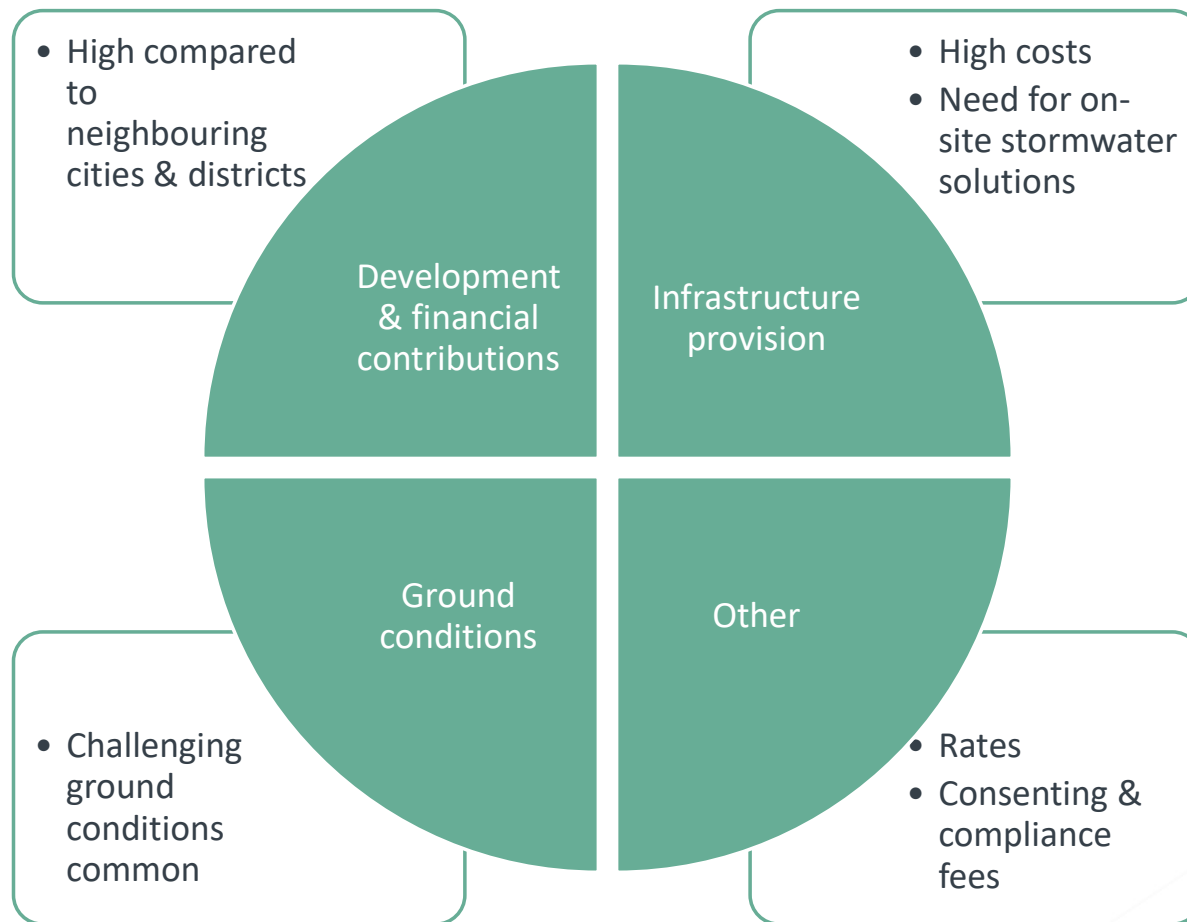 • High compared
to
neighbouring
cities & districts
• High costs
• Need for on-
site stormwater
solutions
Development
& financial
contributions
Infrastructure
provision
Ground
conditions
Other
• Challenging
ground
conditions
common
• Rates
• Consenting &
compliance
fees